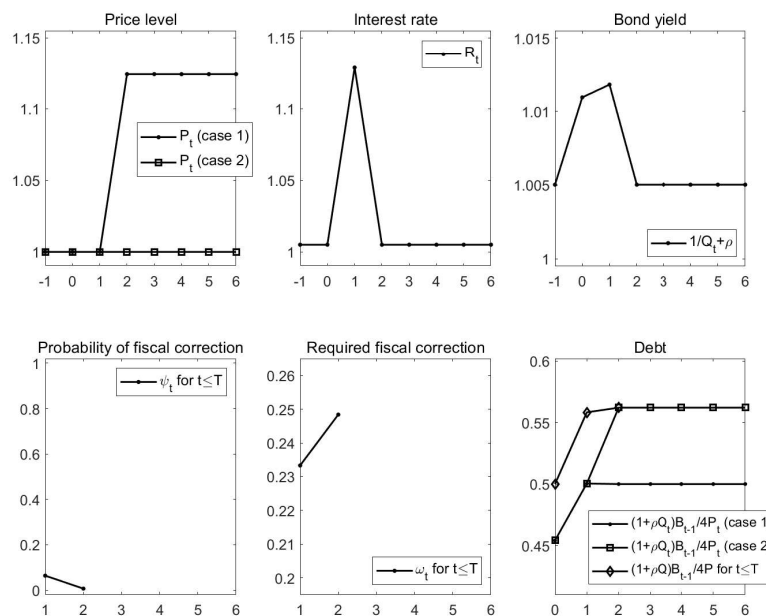 Price level
Interest rate
Bond yield
1.15
1.1
1.05
1
P_t (case 1)
P_t (case 2)
-1 0 1 2 3 4 5 6
1.15
1.1
1.05
1
R_t
-1 0 1 2 3 4 5 6
1.015
1.01
1.005
1
1/Q_t+ρ
-1 0 1 2 3 4 5 6
Probability of fiscal correction
Required fiscal correction
Debt
1
0.8
0.6
0.4
0.2
0
ψ_t for t≤T
1 2 3 4 5 6
0.26
0.25
0.24
0.23
0.22
0.21
0.2
ω_t for t≤T
1 2 3 4 5 6
0.6
0.55
0.5
0.45
(1+ρQ_t)B_t-1/4P_t (case 1)
(1+ρQ_t)B_t-1/4P_t (case 2)
(1+ρQ)B_t-1/4P for t≤T
0 1 2 3 4 5 6